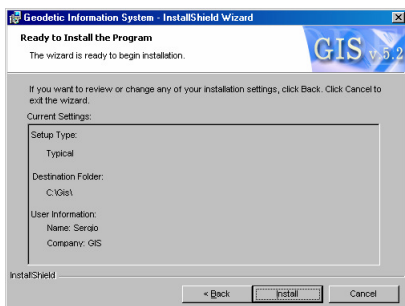 Geodetic Information System - InstallShield Wizard
Ready to Install the Program
The wizard is ready to begin installation.
GIS v 5.2
If you want to review or change any of your installation settings, click Back. Click Cancel to
exit the wizard.
Current Settings:
Setup Type:
Typical
Destination Folder:
C:\Gis\
User Information:
Name: Sergio
Company: GIS
InstallShield
< Back Install Cancel